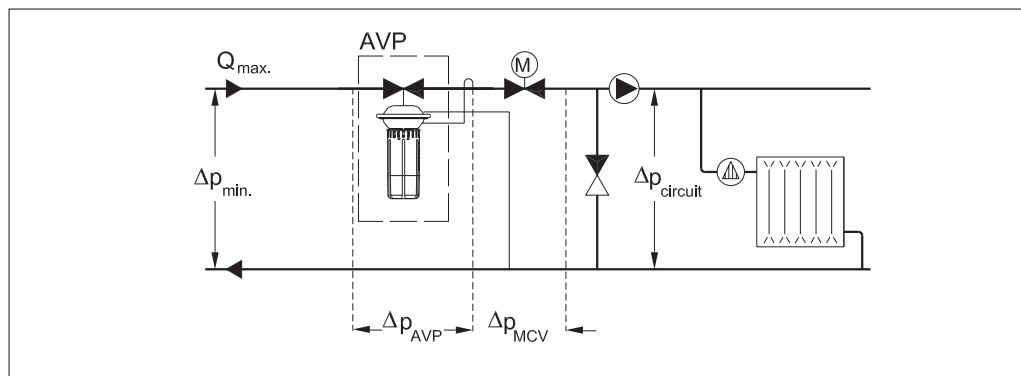 AVP
Qmax.
M
Δpmin.
Δpcircuit
ΔpAVP
ΔpMCV